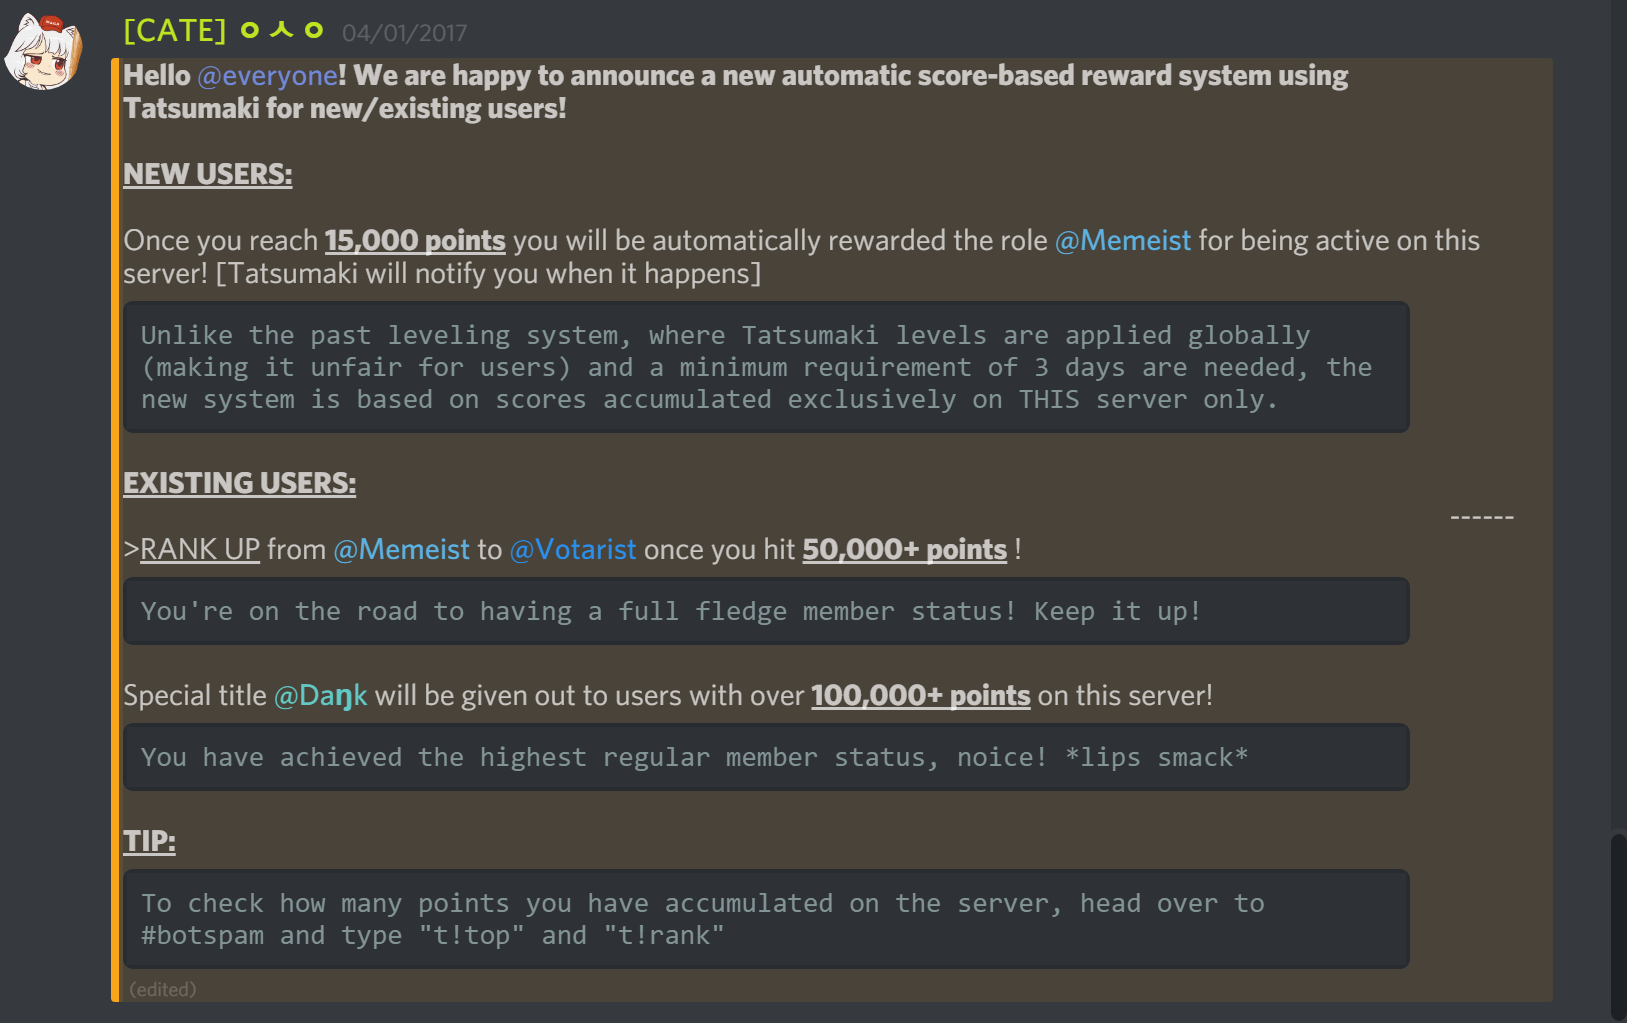 [CATE] ㅇㅅㅇ 04/01/2017
Hello @everyone! We are happy to announce a new automatic score-based reward system using
Tatsumaki for new/existing users!
NEW USERS:
Once you reach 15,000 points you will be automatically rewarded the role @Memeist for being active on this
server! [Tatsumaki will notify you when it happens]
Unlike the past leveling system, where Tatsumaki levels are applied globally
(making it unfair for users) and a minimum requirement of 3 days are needed, the
new system is based on scores accumulated exclusively on THIS server only.
EXISTING USERS:
------
>RANK UP from @Memeist to @Votarist once you hit 50,000+ points !
You're on the road to having a full fledge member status! Keep it up!
Special title @Daŋk will be given out to users with over 100,000+ points on this server!
You have achieved the highest regular member status, noice! *lips smack*
TIP:
To check how many points you have accumulated on the server, head over to
#botspam and type "t!top" and "t!rank"
(edited)